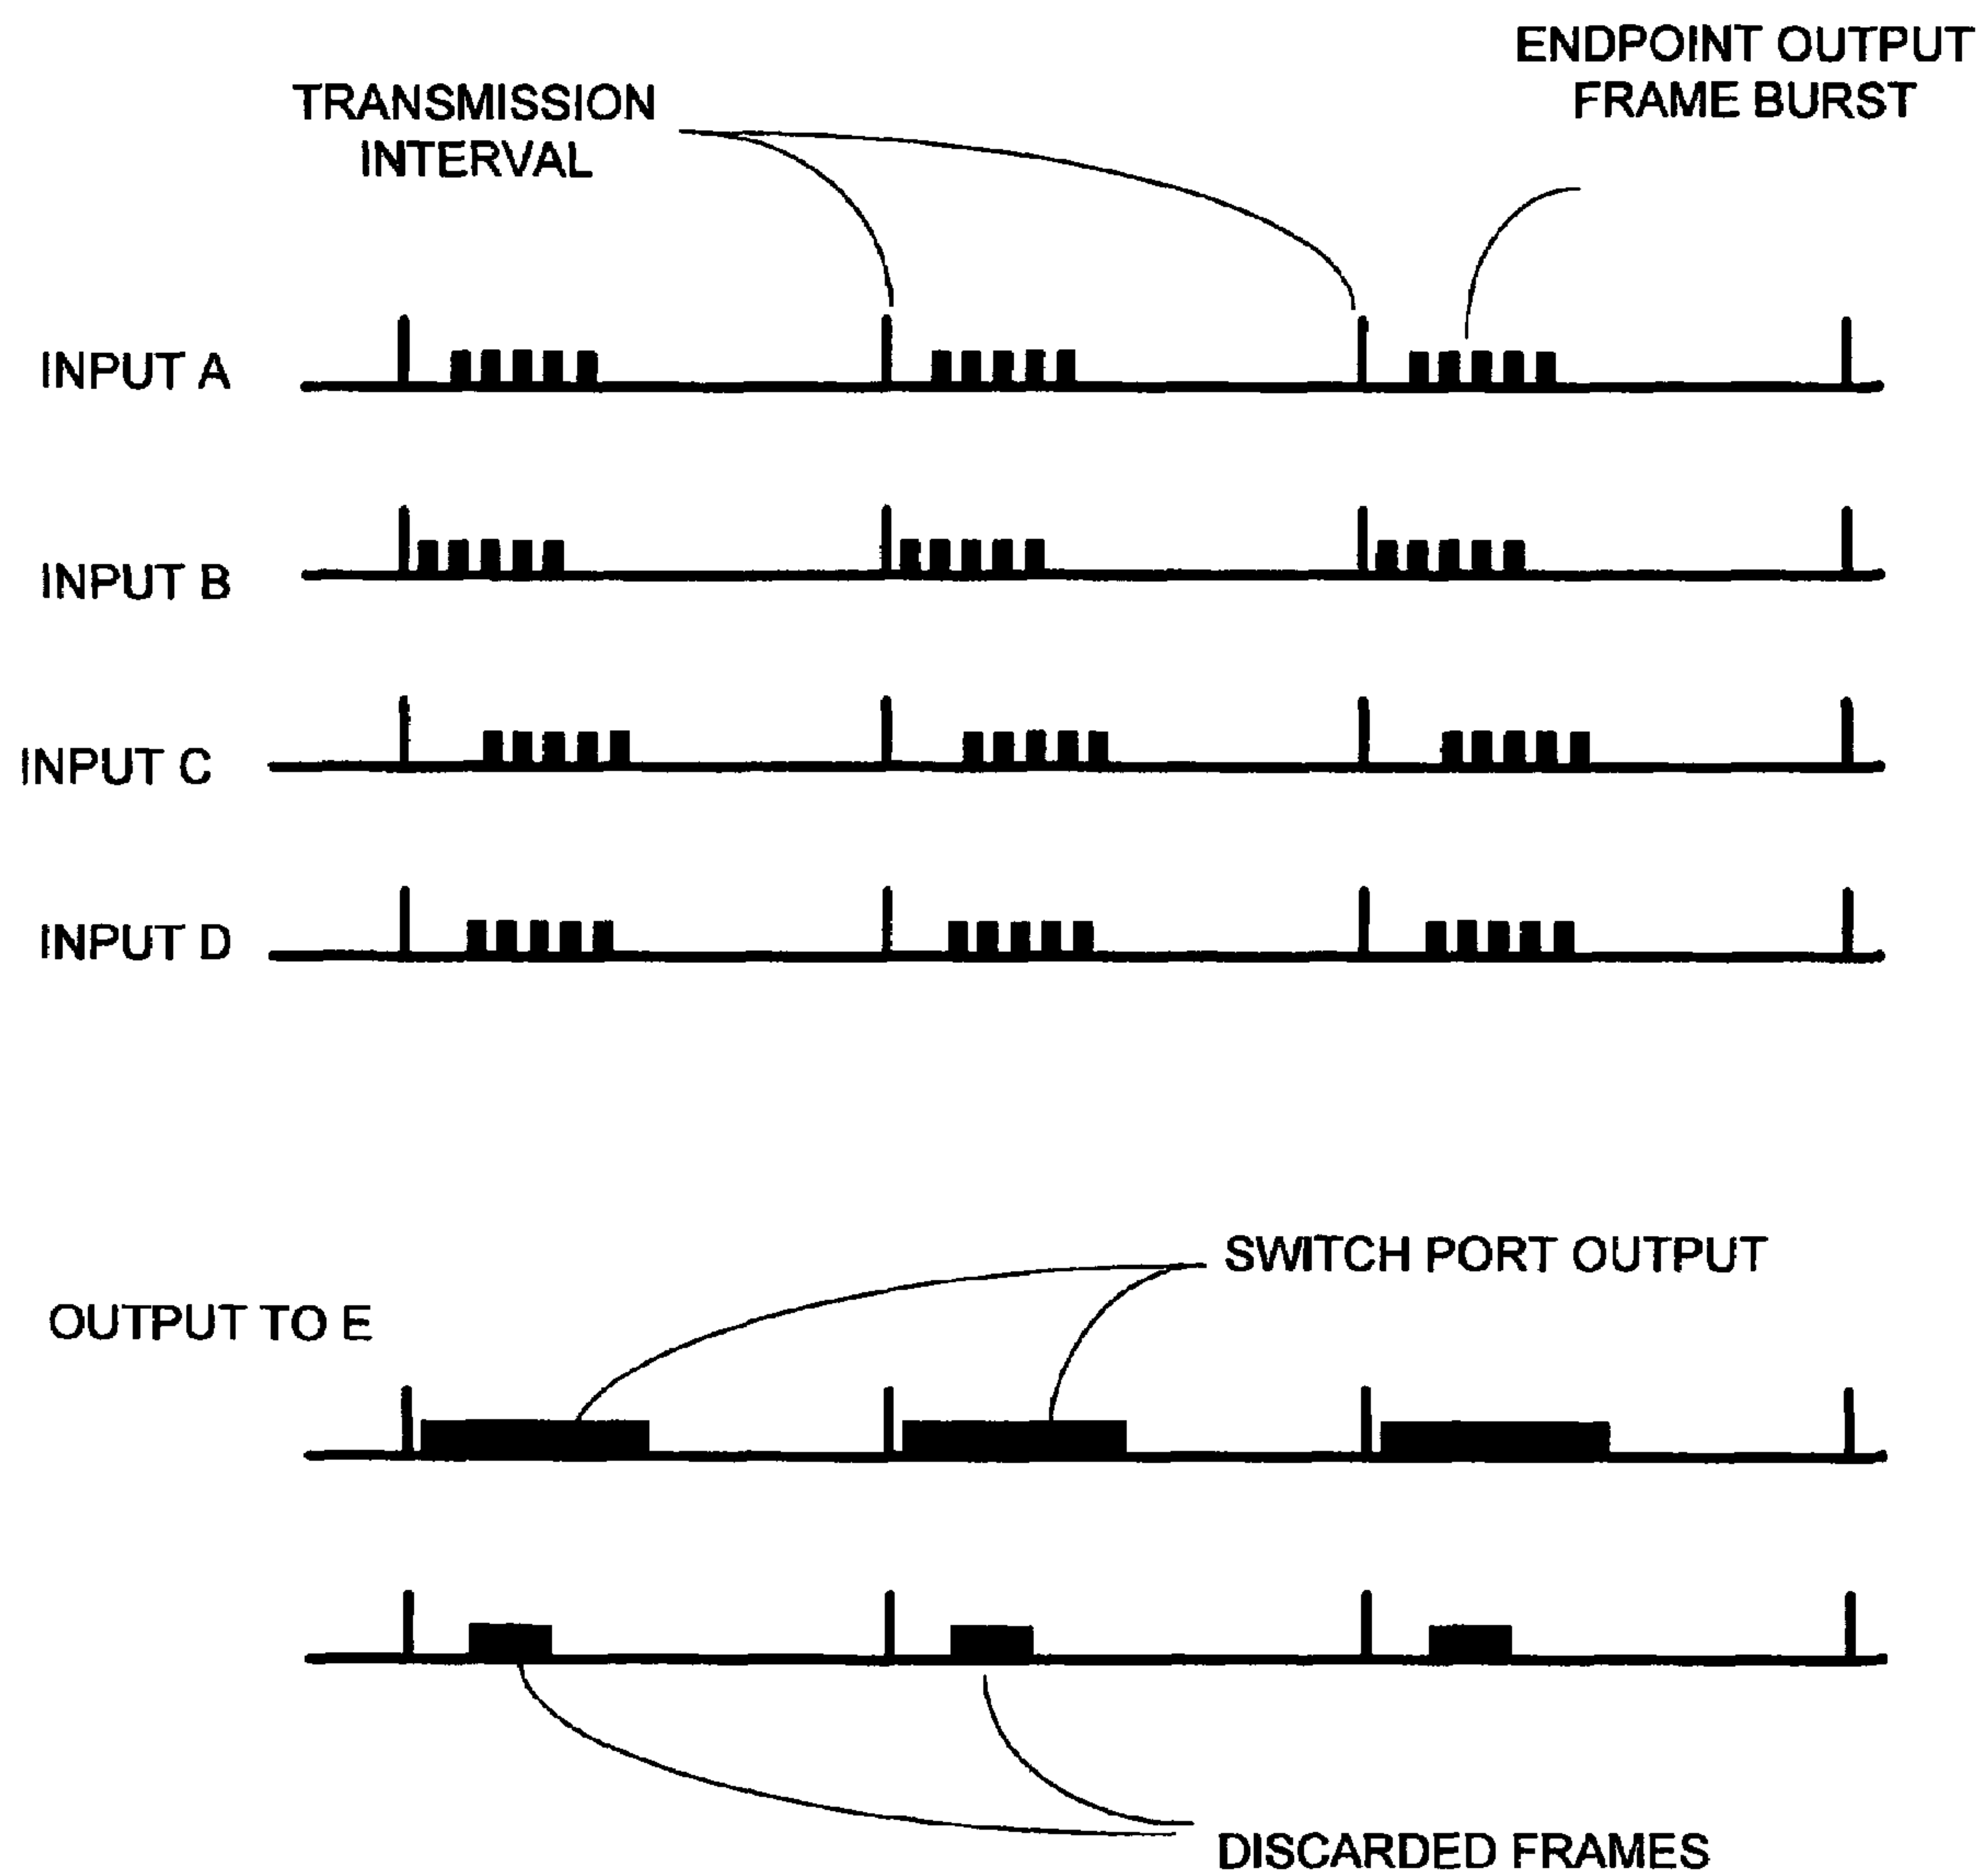 ENDPOINT OUTPUT
FRAME BURST
TRANSMISSION
INTERVAL
INPUT A
INPUT B
INPUT C
INPUT D
SWITCH PORT OUTPUT
OUTPUT TO E
DISCARDED FRAMES